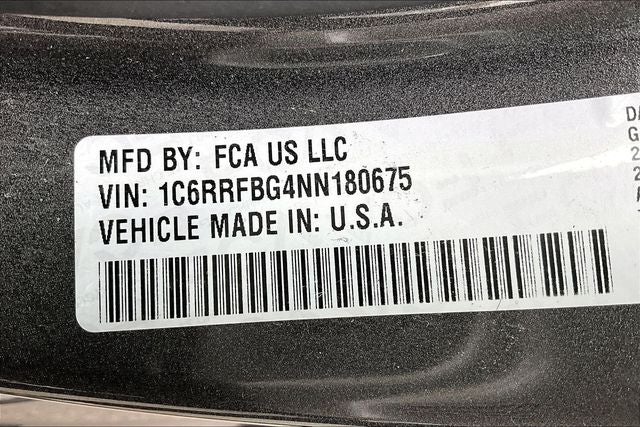 MFD BY: FCA US LLC
VIN: 1C6RRFBG4NN180675
VEHICLE MADE IN: U.S.A.